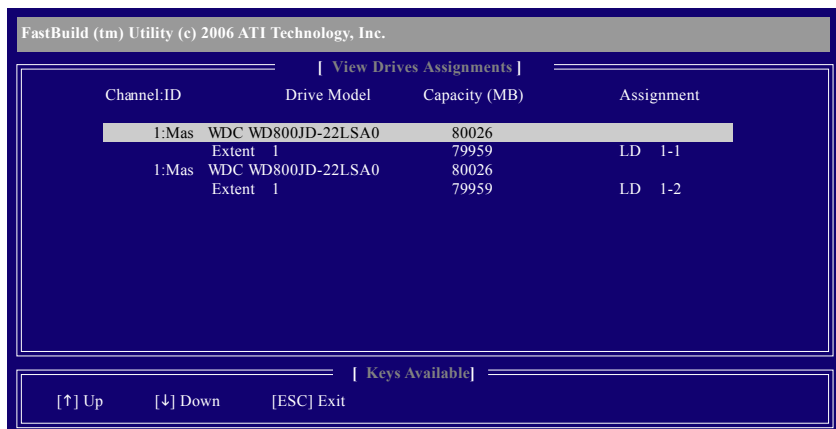 FastBuild (tm) Utility (c) 2006 ATI Technology, Inc.
[ View Drives Assignments ]
Channel:ID Drive Model Capacity (MB) Assignment
1:Mas WDC WD800JD-22LSA0 80026
Extent 1 79959 LD 1-1
1:Mas WDC WD800JD-22LSA0 80026
Extent 1 79959 LD 1-2
[ Keys Available]
[↑] Up [↓] Down [ESC] Exit